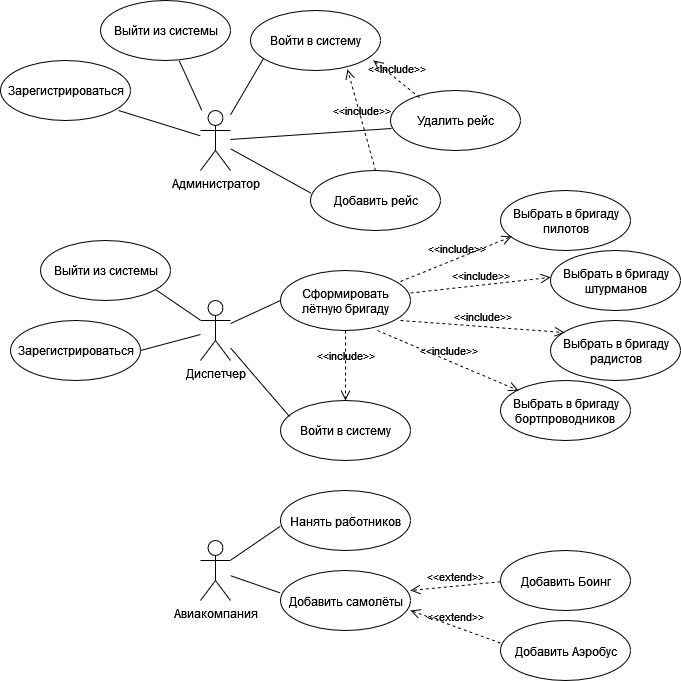 Выйти из системы
Войти в систему
<<include>>
Зарегистрироваться
<<include>>
Удалить рейс
Администратор
Добавить рейс
Выбрать в бригаду
пилотов
<<include>>
Выйти из системы
<<include>>
Выбрать в бригаду
штурманов
Сформировать
лётную бригаду
<<include>>
Зарегистрироваться
<<include>>
<<include>>
Выбрать в бригаду
радистов
Диспетчер
Выбрать в бригаду
бортпроводников
Войти в систему
Нанять работников
<<extend>>
Добавить Боинг
Добавить самолёты
Авиакомпания
<<extend>>
Добавить Аэробус